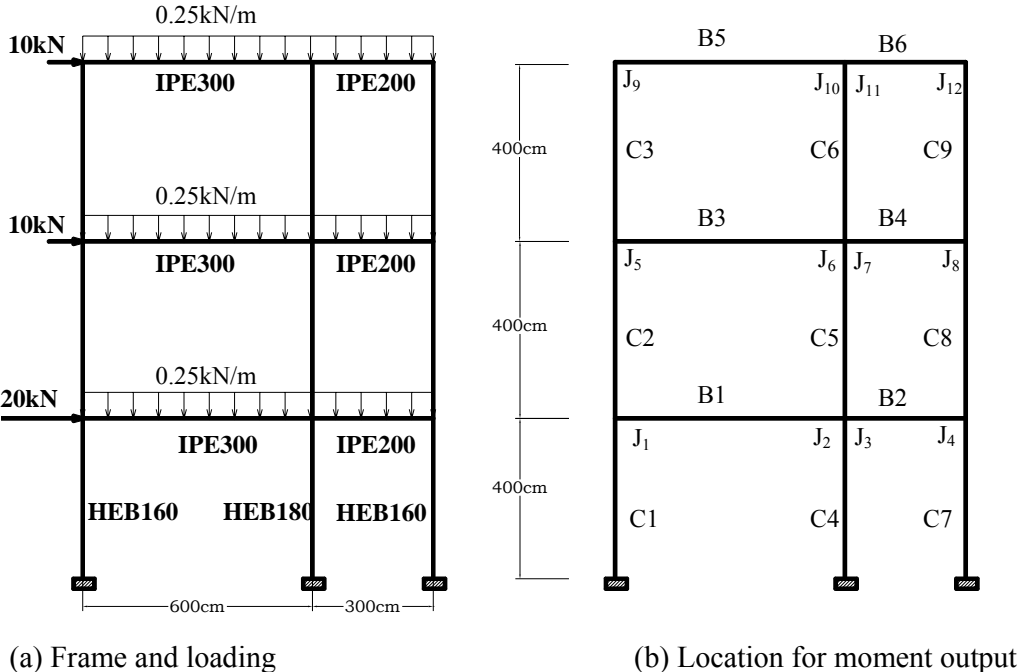 0.25kN/m
10kN
IPE300 IPE200
0.25kN/m
10kN
IPE300 IPE200
0.25kN/m
20kN
IPE300 IPE200
HEB160 HEB180 HEB160
600cm 300cm
(a) Frame and loading
400cm
400cm
400cm
B5 B6
J9 J10 J11 J12
C3 C6 C9
B3 B4
J5 J6 J7 J8
C2 C5 C8
B1 B2
J1 J2 J3 J4
C1 C4 C7
(b) Location for moment output